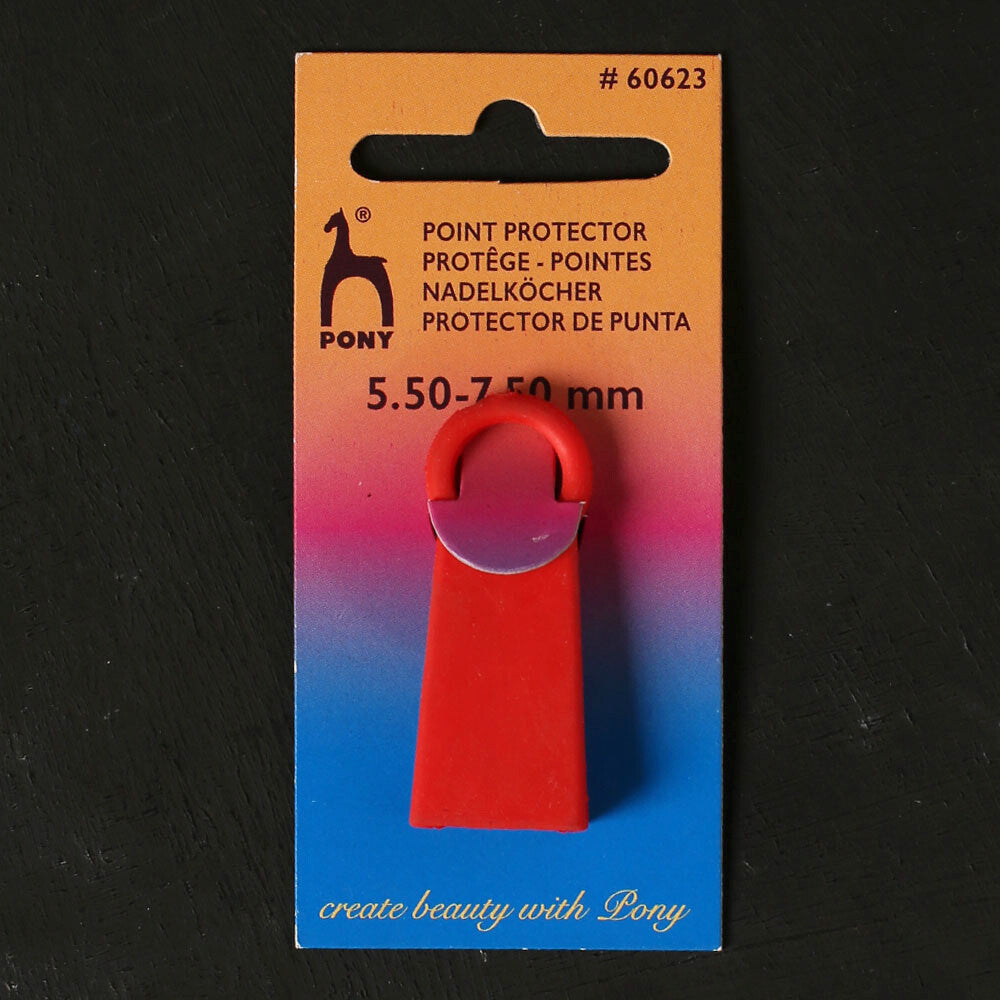 # 60623
®
PONY
POINT PROTECTOR
PROTÊGE - POINTES
NADELKÖCHER
PROTECTOR DE PUNTA
5.50-7.50 mm
create beauty with Pony